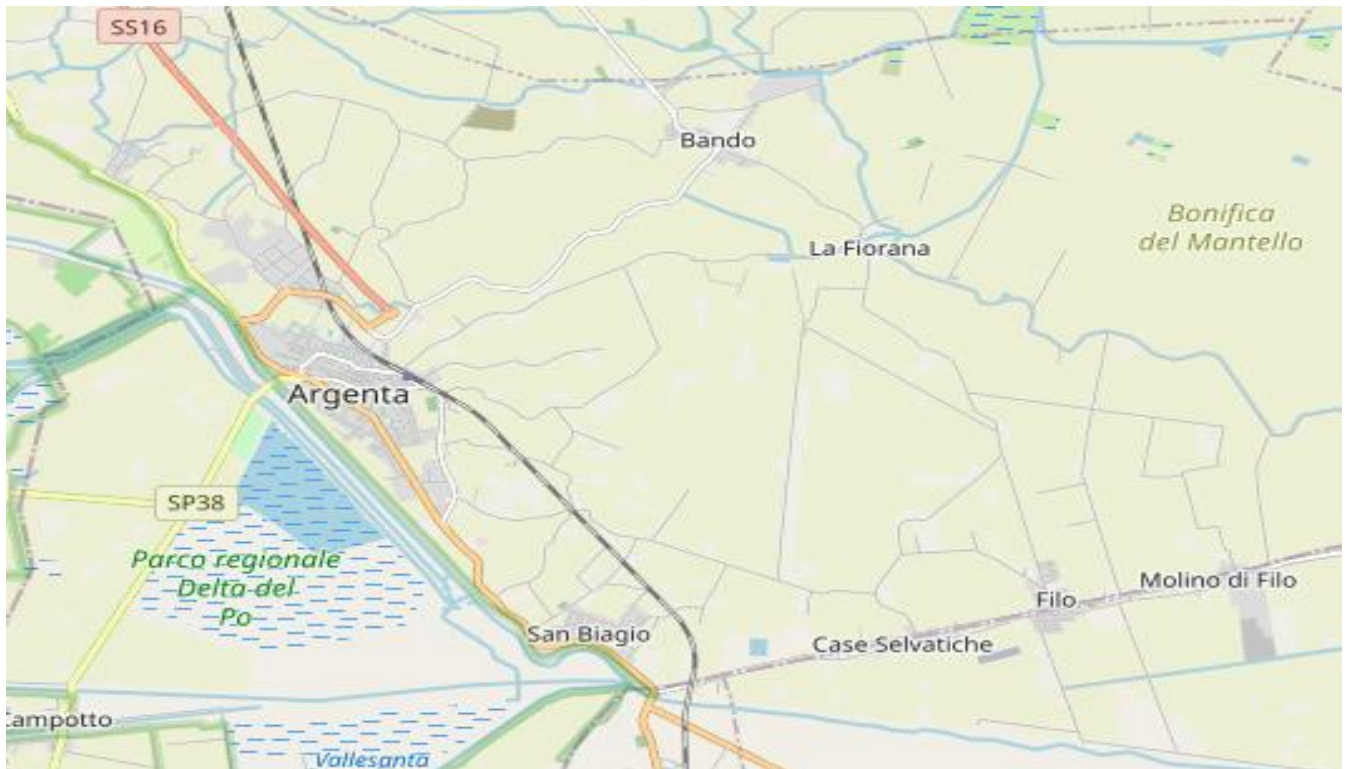 SS16
Bando
Bonifica
del Mantello
La Fiorana
Argenta
SP38
Parco regionale
Delta del
Po
Molino di Filo
Filo
San Biagio
Case Selvatiche
Campotto
Vallesanta